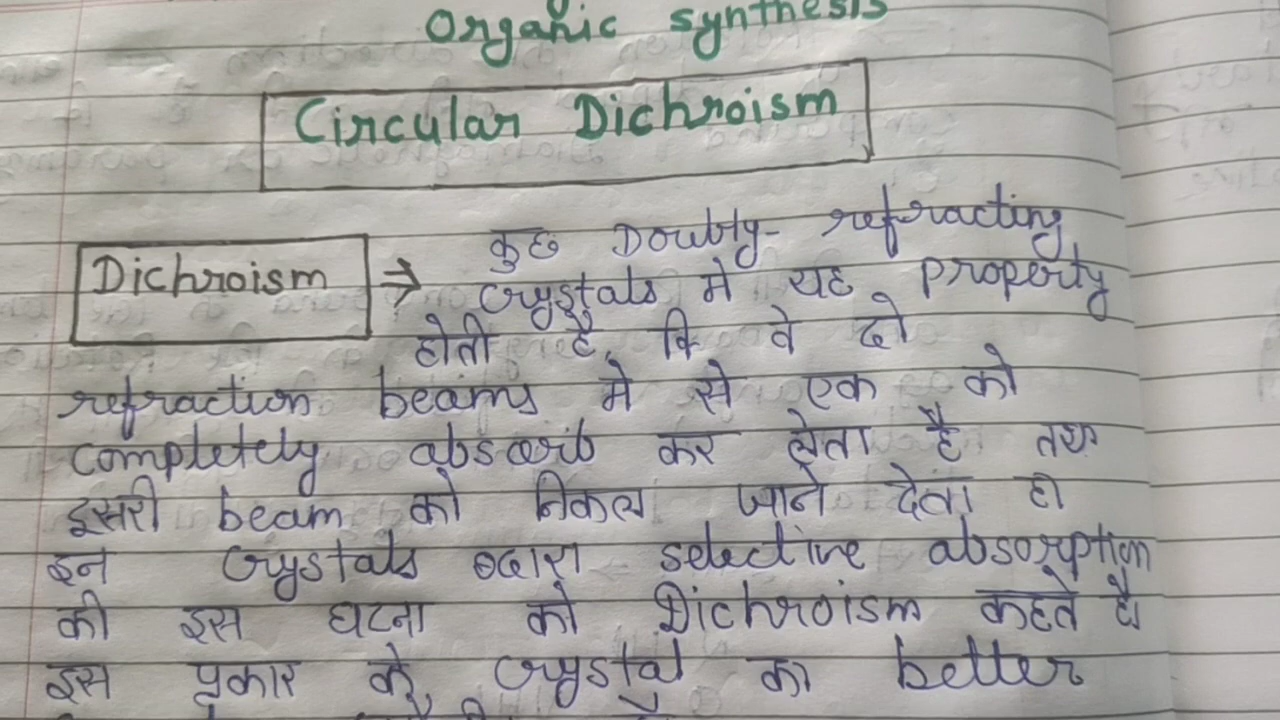 Organic synthesis
Circular Dichroism
Dichroism → कुछ Doubly- refracting
crystals मे यह property
होती है, कि वे दो
refraction beams मे से एक को
completely absorb कर लेता है तथा
दुसरी beam को निकल जाने देता है।
इन crystals द्वारा selective absorption
की इस घटना को Dichroism कहते है।
इस प्रकार के crystal का better